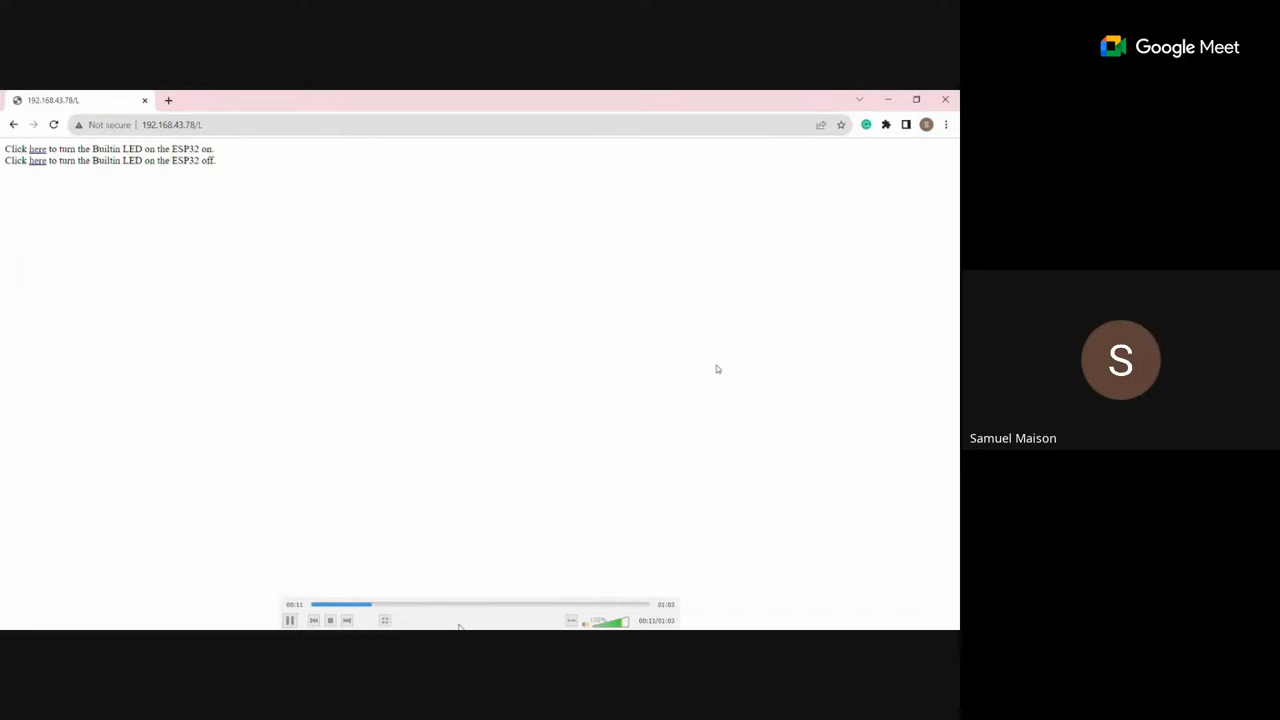 Google Meet
192.168.43.78/L
Not secure
192.168.43.78/L
S
Click here to turn the Builtin LED on the ESP32 on.
Click here to turn the Builtin LED on the ESP32 off.
S
Samuel Maison
00:11
01:03
100%
00:11/01:03